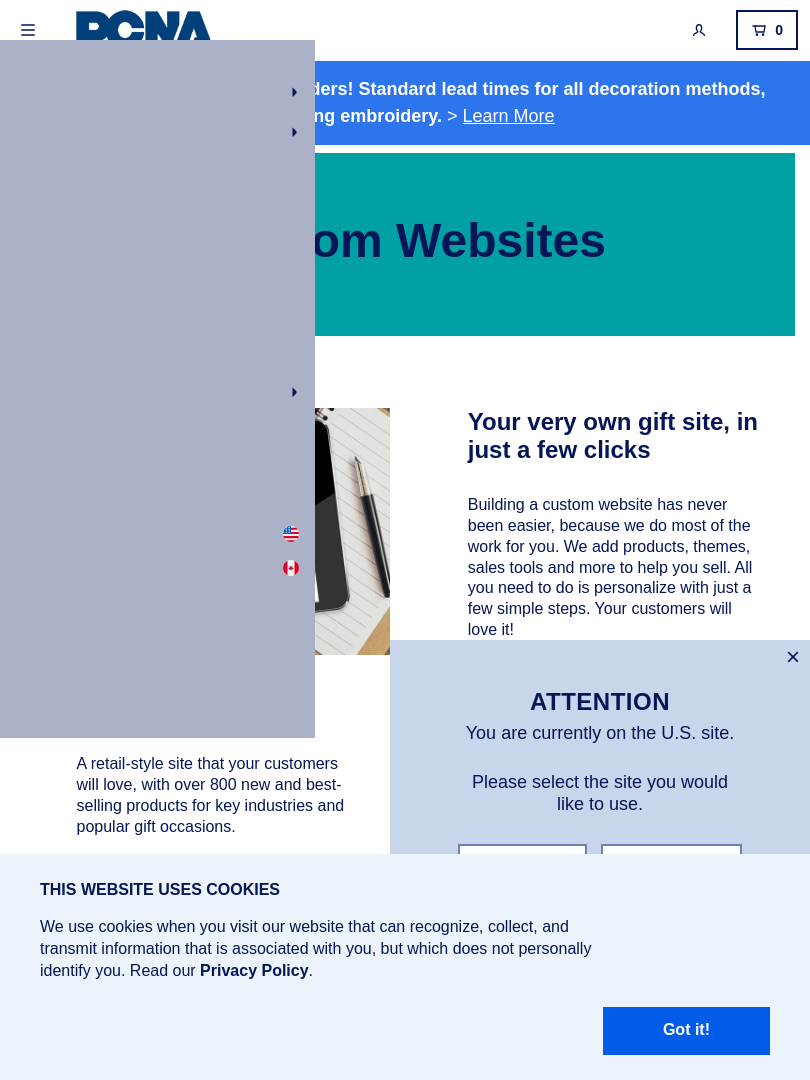 PCNA
0
ders! Standard lead times for all decoration methods,
ng embroidery. > Learn More
om Websites
Your very own gift site, in
just a few clicks
Building a custom website has never
been easier, because we do most of the
work for you. We add products, themes,
sales tools and more to help you sell. All
you need to do is personalize with just a
few simple steps. Your customers will
love it!
ATTENTION
You are currently on the U.S. site.
Please select the site you would
like to use.
A retail-style site that your customers
will love, with over 800 new and best-
selling products for key industries and
popular gift occasions.
THIS WEBSITE USES COOKIES
We use cookies when you visit our website that can recognize, collect, and
transmit information that is associated with you, but which does not personally
identify you. Read our Privacy Policy.
Got it!